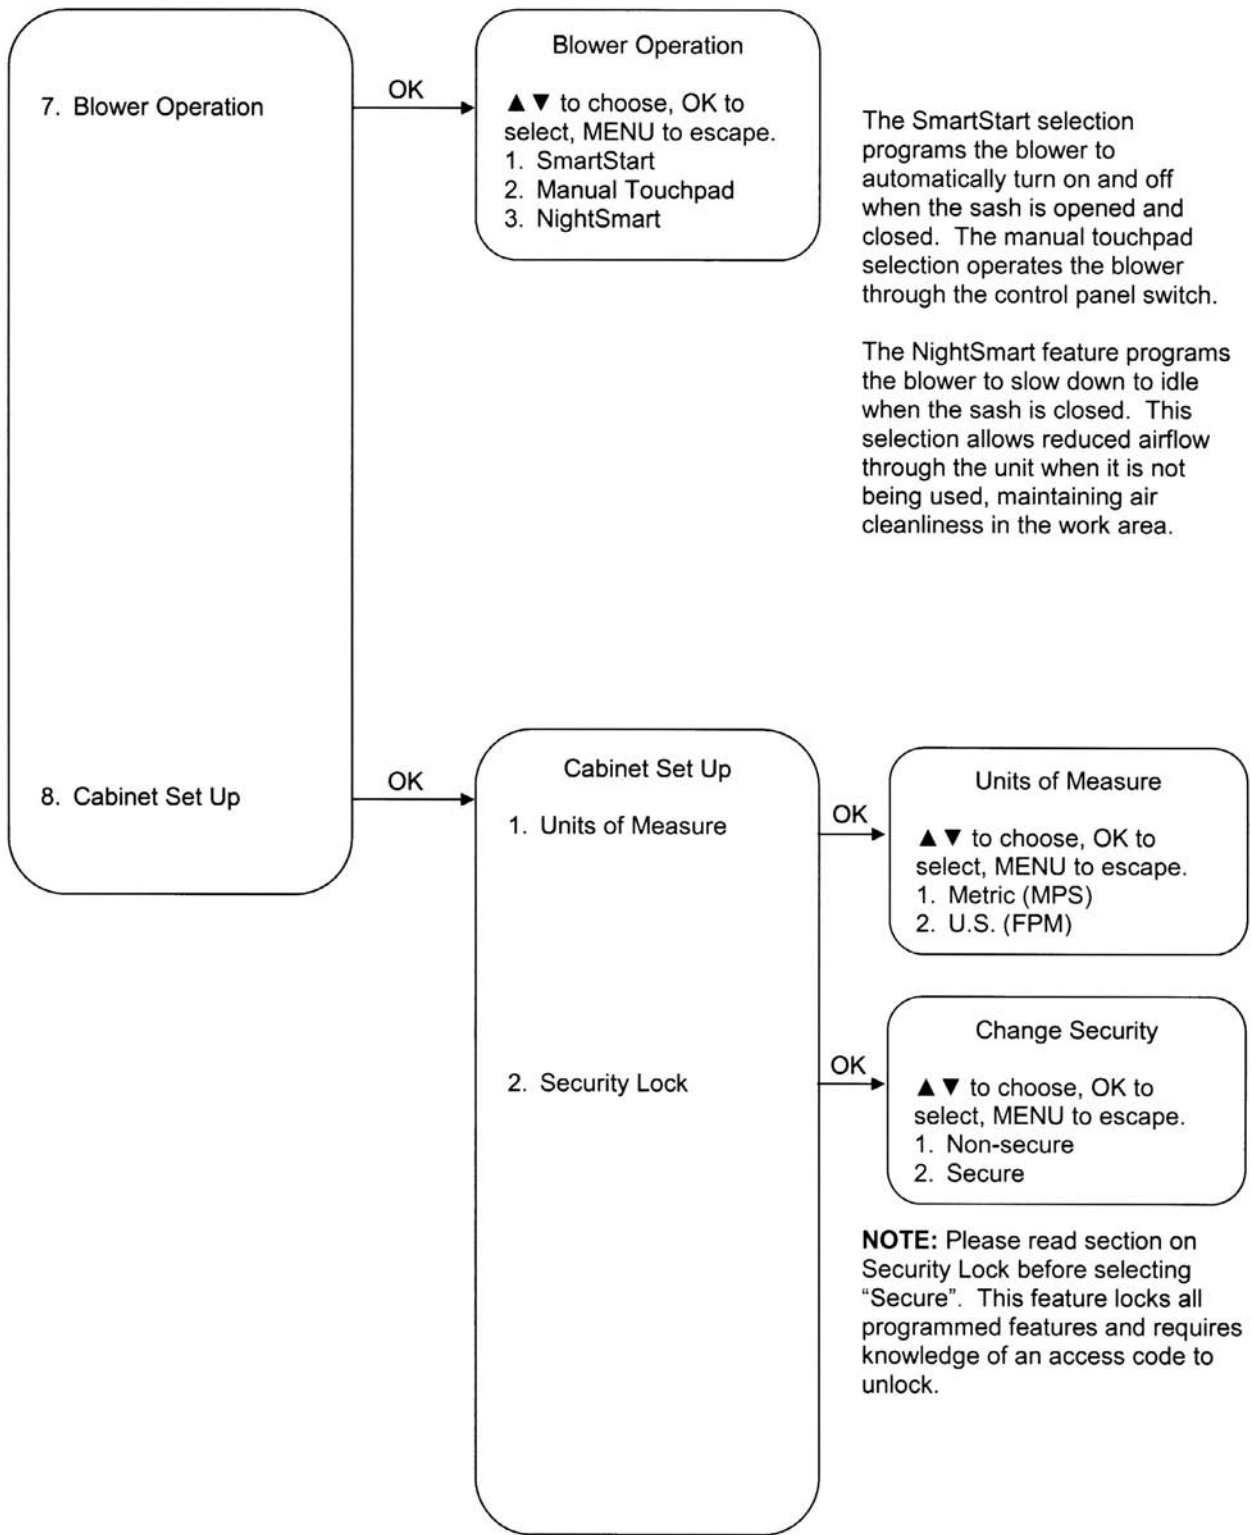 7. Blower Operation
OK
Blower Operation
▲ ▼ to choose, OK to
select, MENU to escape.
1. SmartStart
2. Manual Touchpad
3. NightSmart
The SmartStart selection
programs the blower to
automatically turn on and off
when the sash is opened and
closed. The manual touchpad
selection operates the blower
through the control panel switch.
The NightSmart feature programs
the blower to slow down to idle
when the sash is closed. This
selection allows reduced airflow
through the unit when it is not
being used, maintaining air
cleanliness in the work area.
8. Cabinet Set Up
OK
Cabinet Set Up
1. Units of Measure
OK
Units of Measure
▲ ▼ to choose, OK to
select, MENU to escape.
1. Metric (MPS)
2. U.S. (FPM)
2. Security Lock
OK
Change Security
▲ ▼ to choose, OK to
select, MENU to escape.
1. Non-secure
2. Secure
NOTE: Please read section on
Security Lock before selecting
“Secure”. This feature locks all
programmed features and requires
knowledge of an access code to
unlock.